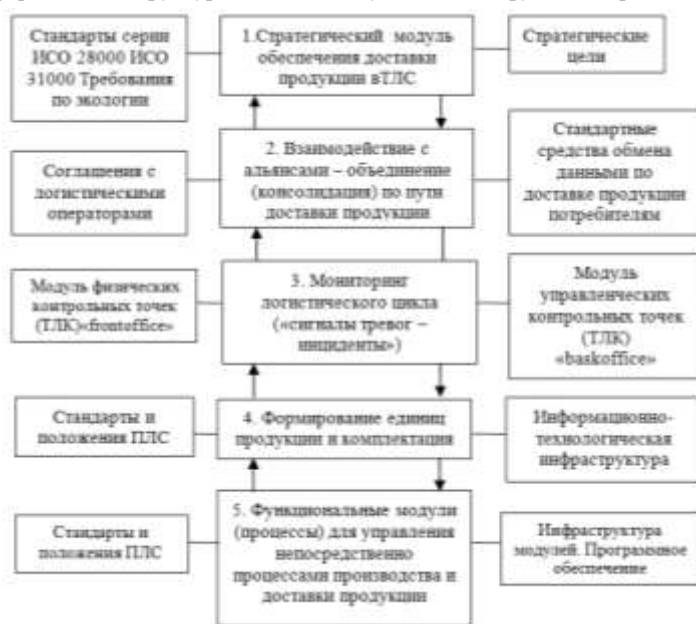 Стандарты серии
ИСО 28000 ИСО
31000 Требования
по экологии
1.Стратегический модуль
обеспечения доставки
продукции вТЛС
Стратегические
цели
Соглашения с
логистическими
операторами
2. Взаимодействие с
альянсами – объединение
(консолидация) по пути
доставки продукции
Стандартные
средства обмена
данными по
доставке продукции
потребителям
Модуль физических
контрольных точек
(ТЛК)«frontoffice»
3. Мониторинг
логистического цикла
(«сигналы тревог –
инциденты»)
Модуль
управленческих
контрольных точек
(ТЛК)
«baskoffice»
Стандарты и
положения ПЛС
4. Формирование единиц
продукции и комплектация
Информационно-
технологическая
инфраструктура
Стандарты и
положения ПЛС
5. Функциональные модули
(процессы) для управления
непосредственно
процессами производства и
доставки продукции
Инфраструктура
модулей. Программное
обеспечение